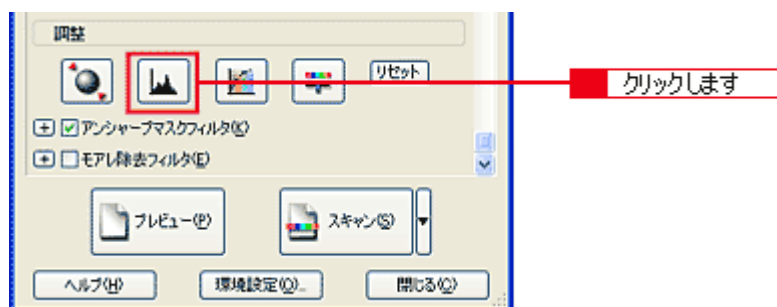 調整
リセット
クリックします
アンシャープマスクフィルタ(K)
モアレ除去フィルタ(E)
プレビュー(P)
スキャン(S)
ヘルプ(H)
環境設定(O)...
閉じる(C)